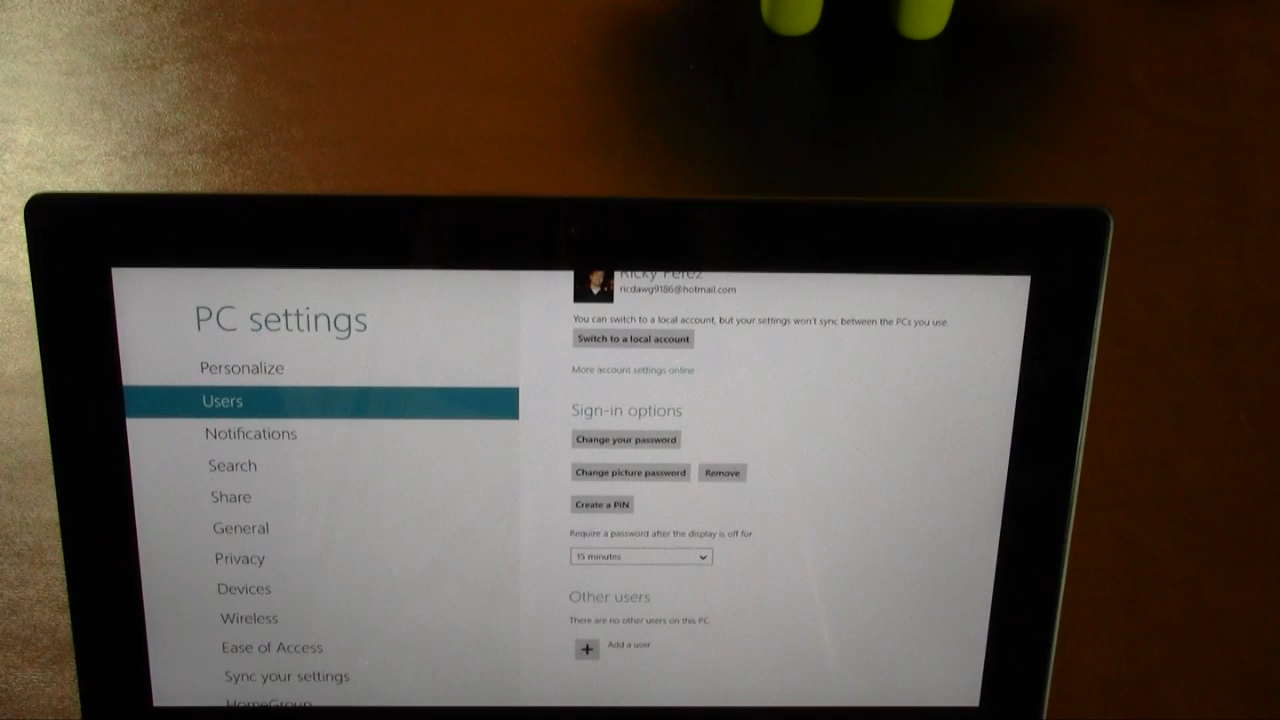 PC settings
Personalize
Users
Notifications
Search
Share
General
Privacy
Devices
Wireless
Ease of Access
Sync your settings
HomeGroup
Ricky Perez
ricdawg9186@hotmail.com
You can switch to a local account, but your settings won't sync between the PCs you use.
Switch to a local account
More account settings online
Sign-in options
Change your password
Change picture password Remove
Create a PIN
Require a password after the display is off for
15 minutes
Other users
There are no other users on this PC.
+ Add a user